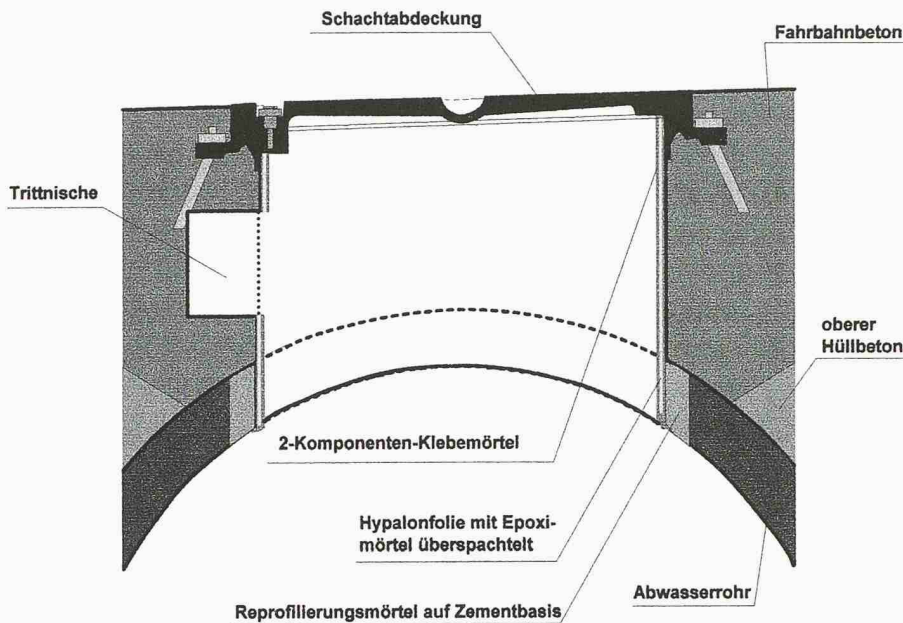 Schachtabdeckung
Fahrbahnbeton
Trittnische
oberer
Hüllbeton
2-Komponenten-Klebemörtel
Hypalonfolie mit Epoxi-
mörtel überspachtelt
Abwasserrohr
Reprofilierungsmörtel auf Zementbasis